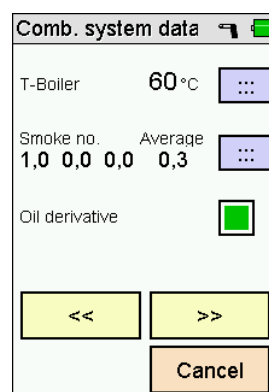 Comb. system data
T-Boiler 60 °C :::
Smoke no. Average
1,0 0,0 0,0 0,3 :::
Oil derivative
<< >>
Cancel